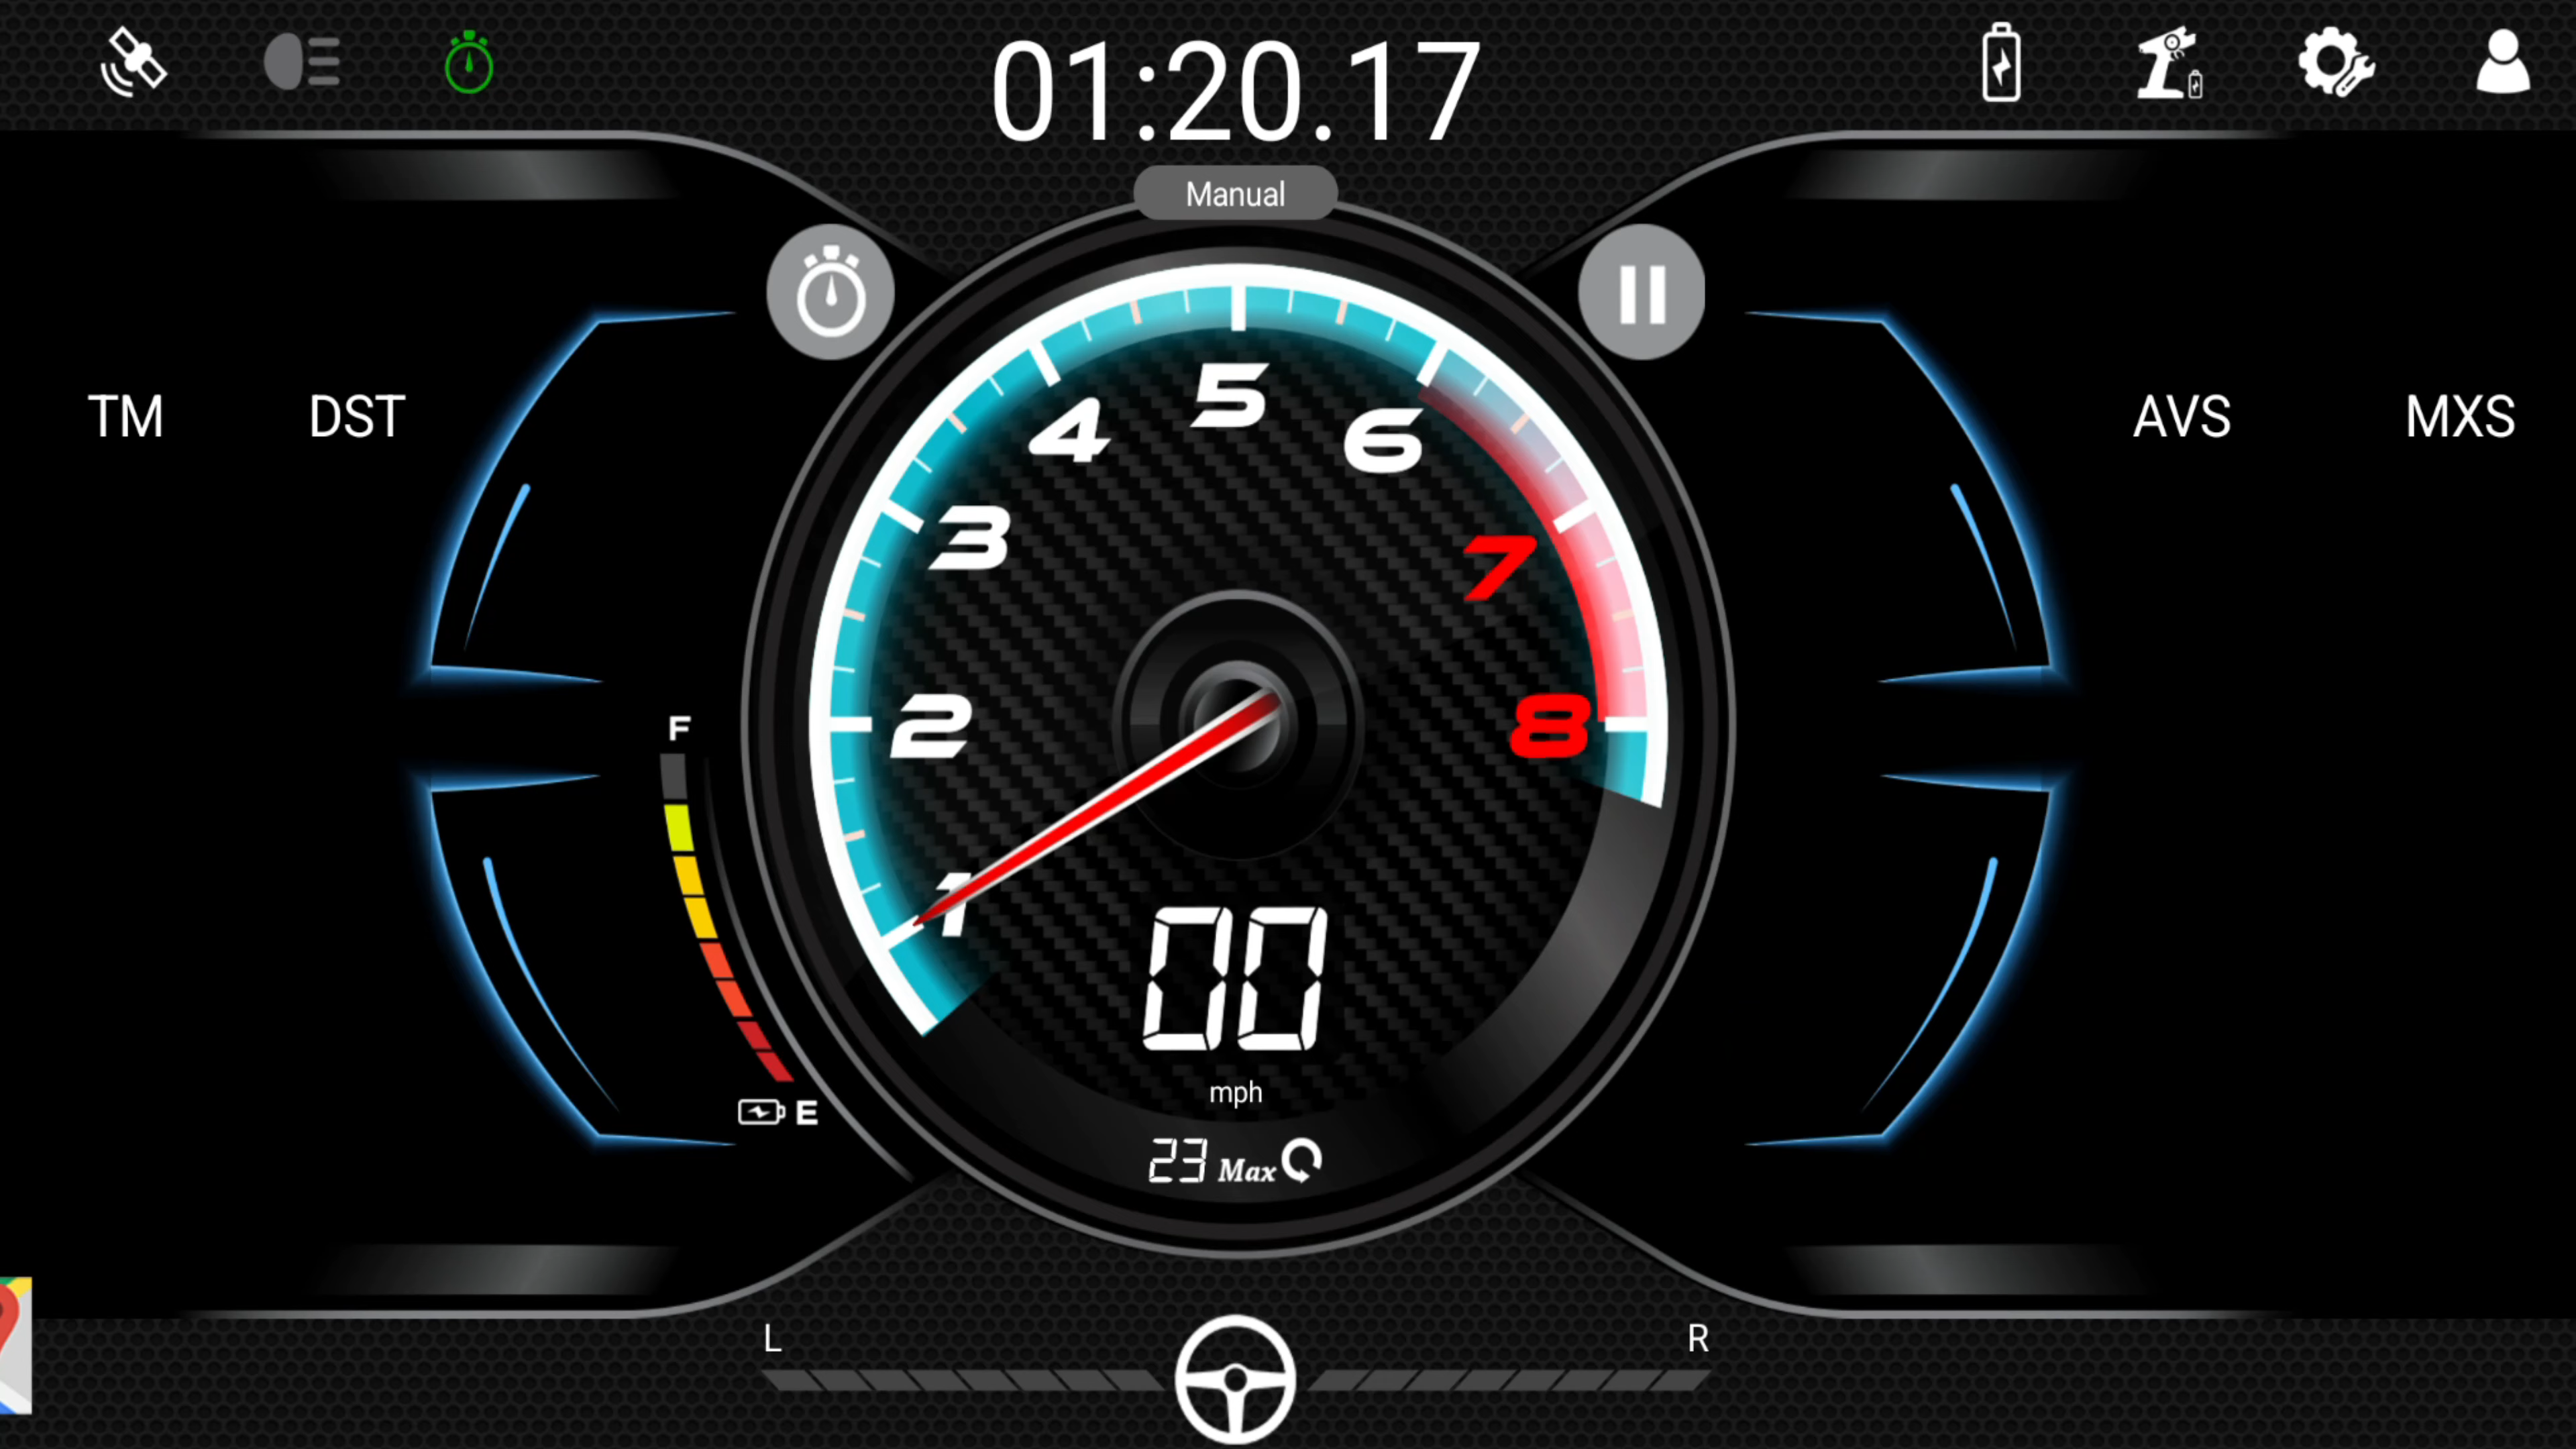 01:20.17
Manual
TM DST
AVS MXS
5
4 6
3
7
2 8
1
F
00
mph
E
23 Max
L R